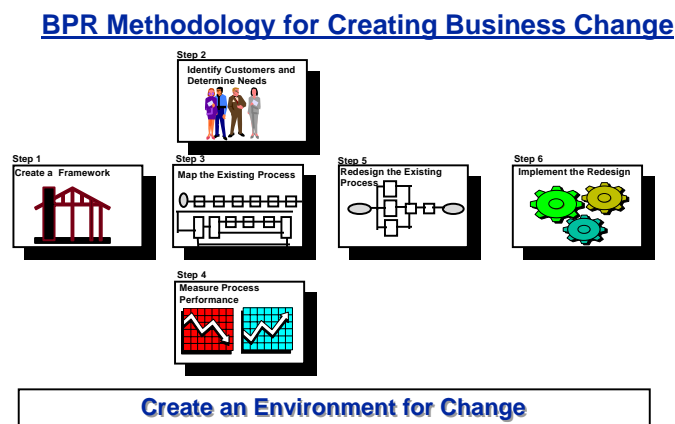 BPR Methodology for Creating Business Change
Step 2
Identify Customers and
Determine Needs
Step 1
Create a  Framework
Step 3
Map the Existing Process
Step 5
Redesign the Existing
Process
Step 6
Implement the Redesign
Step 4
Measure Process
Performance
Create an Environment for Change